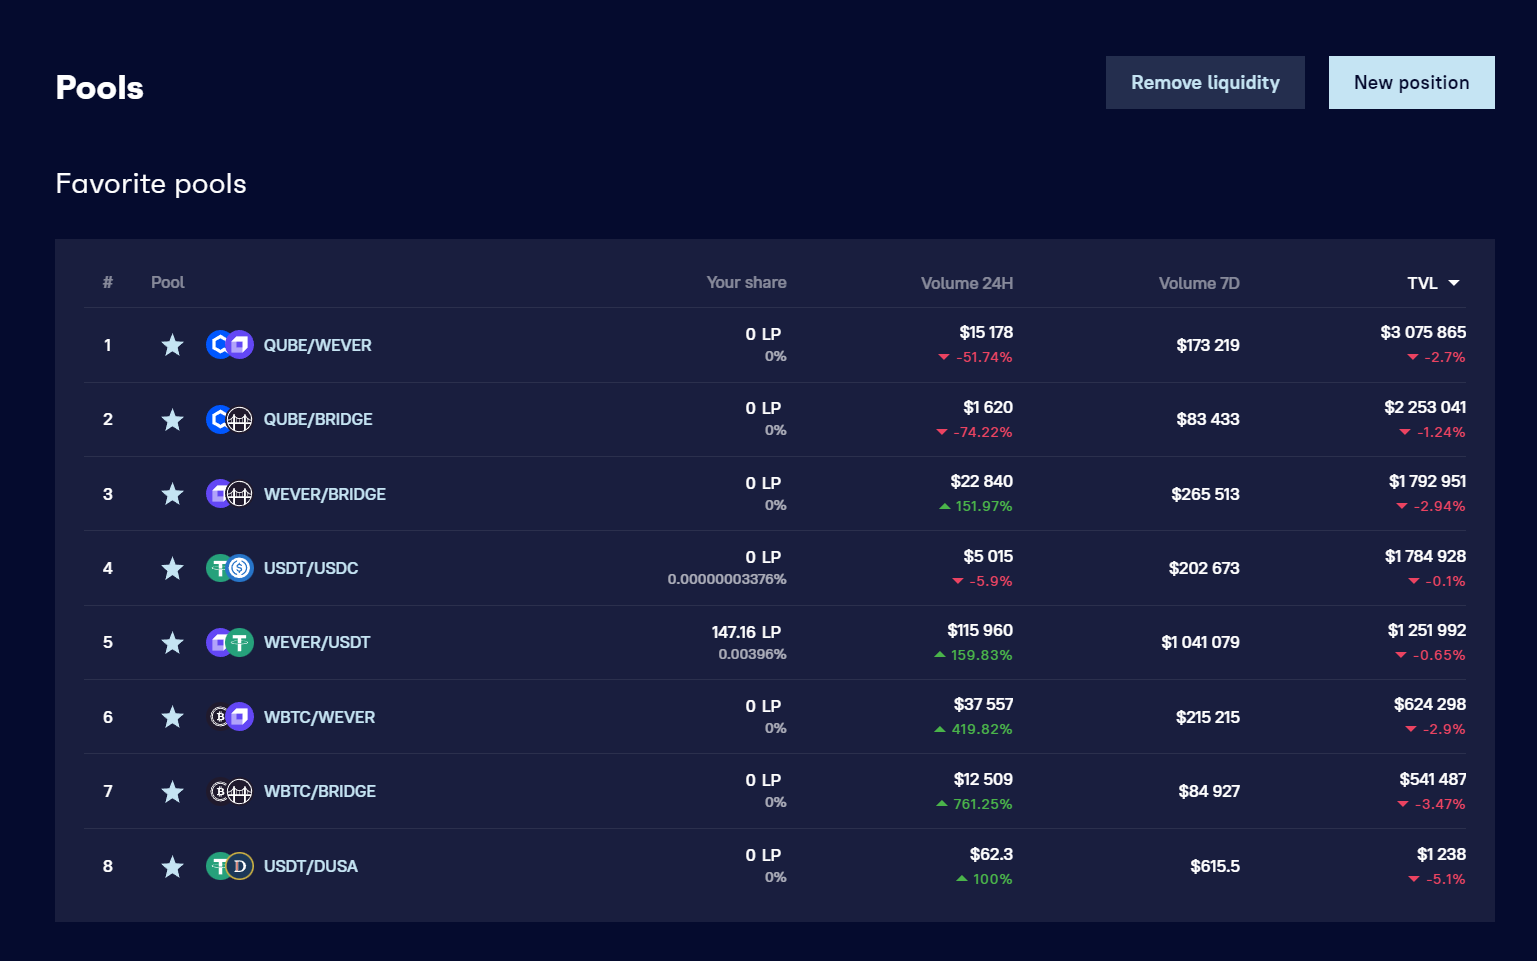 Pools
Remove liquidity
New position
Favorite pools
# Pool Your share Volume 24H Volume 7D TVL
1 QUBE/WEVER 0 LP $15 178 $173 219 $3 075 865
0% -51.74% -2.7%
2 QUBE/BRIDGE 0 LP $1 620 $83 433 $2 253 041
0% -74.22% -1.24%
3 WEVER/BRIDGE 0 LP $22 840 $265 513 $1 792 951
0% 151.97% -2.94%
4 USDT/USDC 0 LP $5 015 $202 673 $1 784 928
0.00000003376% -5.9% -0.1%
5 WEVER/USDT 147.16 LP $115 960 $1 041 079 $1 251 992
0.00396% 159.83% -0.65%
6 WBTC/WEVER 0 LP $37 557 $215 215 $624 298
0% 419.82% -2.9%
7 WBTC/BRIDGE 0 LP $12 509 $84 927 $541 487
0% 761.25% -3.47%
8 USDT/DUSA 0 LP $62.3 $615.5 $1 238
0% 100% -5.1%